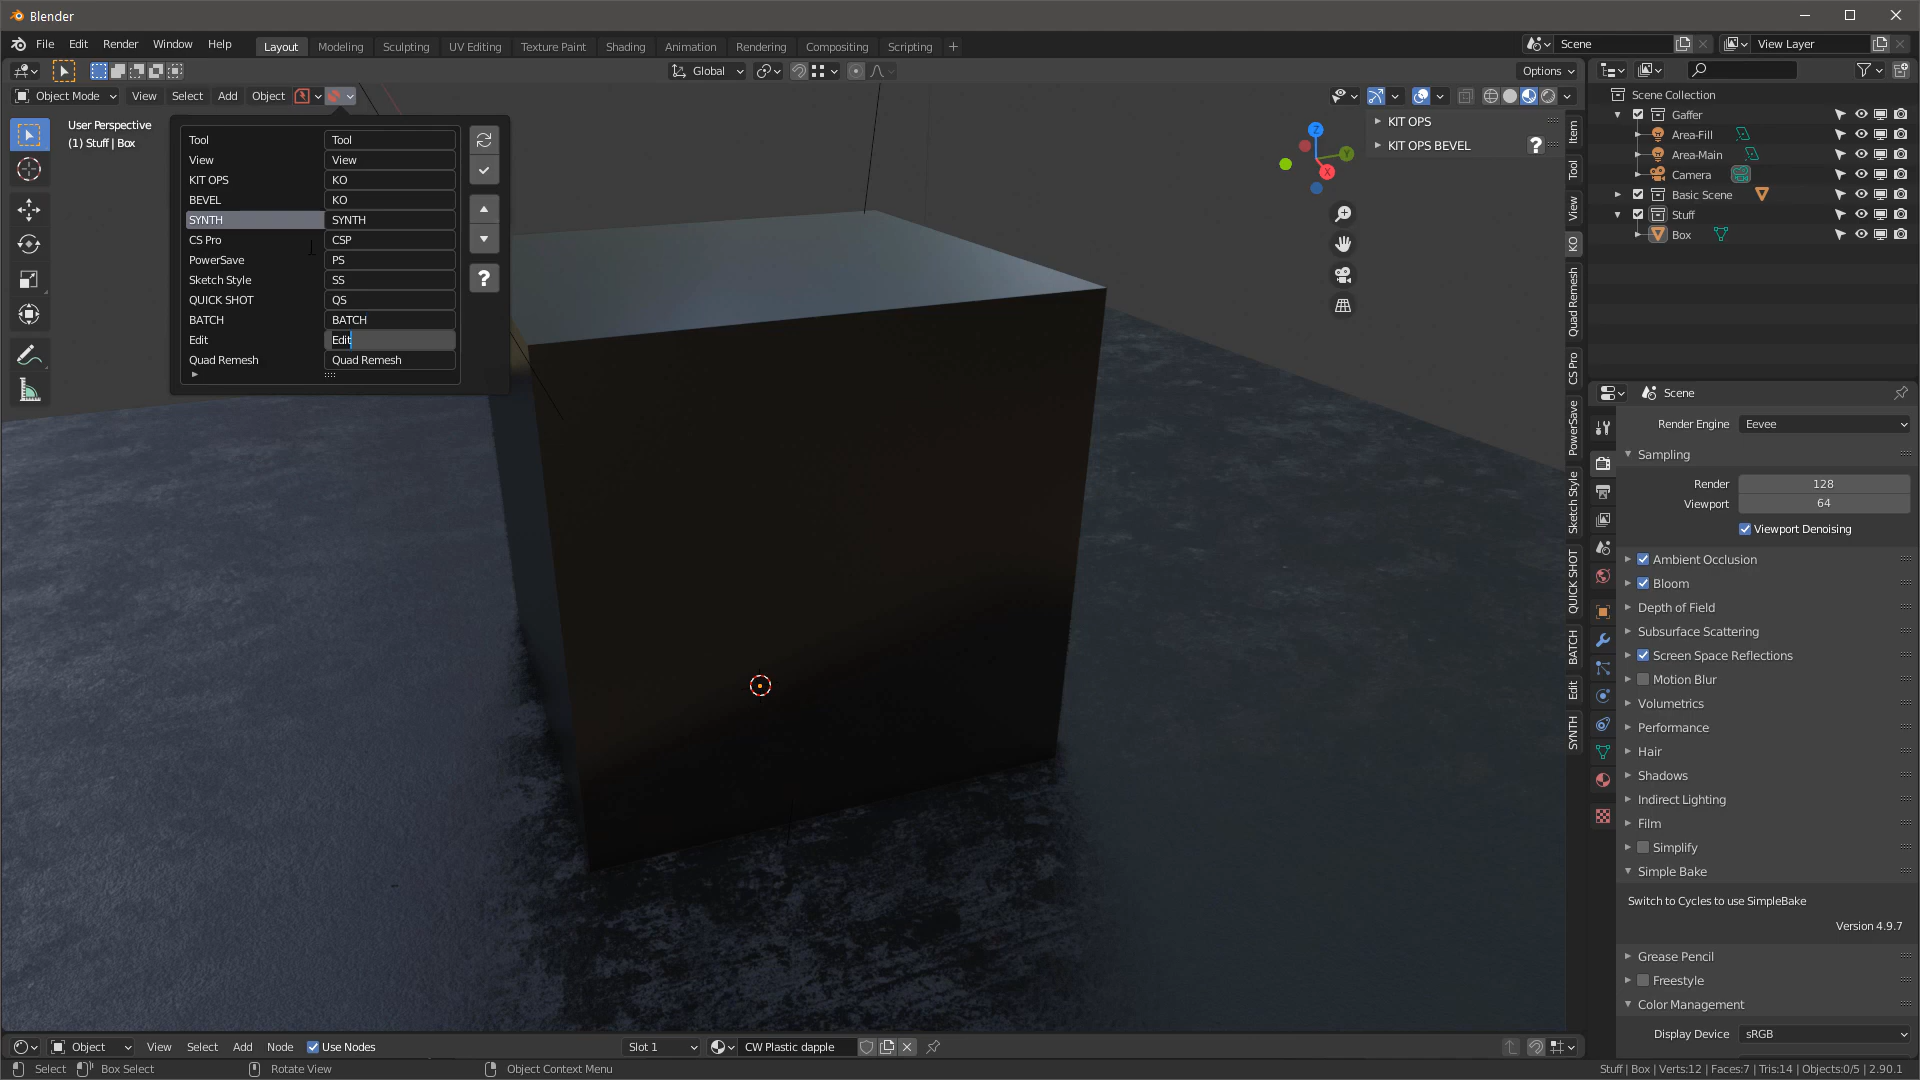 Blender
File Edit Render Window Help Layout Modeling Sculpting UV Editing Texture Paint Shading Animation Rendering Compositing Scripting + Scene View Layer
Global Options
Object Mode View Select Add Object
User Perspective
(1) Stuff | Box
Tool Tool
View View
KIT OPS KO
BEVEL KO
SYNTH SYNTH
CS Pro CSP
PowerSave PS
Sketch Style SS
QUICK SHOT QS
BATCH BATCH
Edit Edit
Quad Remesh Quad Remesh
?
KIT OPS
KIT OPS BEVEL ?
Z
Y
X
Item
Tool
View
KO
Quad Remesh
CS Pro
PowerSave
Sketch Style
QUICK SHOT
BATCH
Edit
SYNTH
Scene Collection
Gaffer
Area-Fill
Area-Main
Camera
Basic Scene
Stuff
Box
Scene
Render Engine Eevee
Sampling
Render 128
Viewport 64
Viewport Denoising
Ambient Occlusion
Bloom
Depth of Field
Subsurface Scattering
Screen Space Reflections
Motion Blur
Volumetrics
Performance
Hair
Shadows
Indirect Lighting
Film
Simplify
Simple Bake
Switch to Cycles to use SimpleBake
Version 4.9.7
Grease Pencil
Freestyle
Color Management
Display Device sRGB
Object View Select Add Node Use Nodes Slot 1 CW Plastic dapple
Select Box Select Rotate View Object Context Menu Stuff | Box | Verts:12 | Faces:7 | Tris:14 | Objects:0/5 | 2.90.1